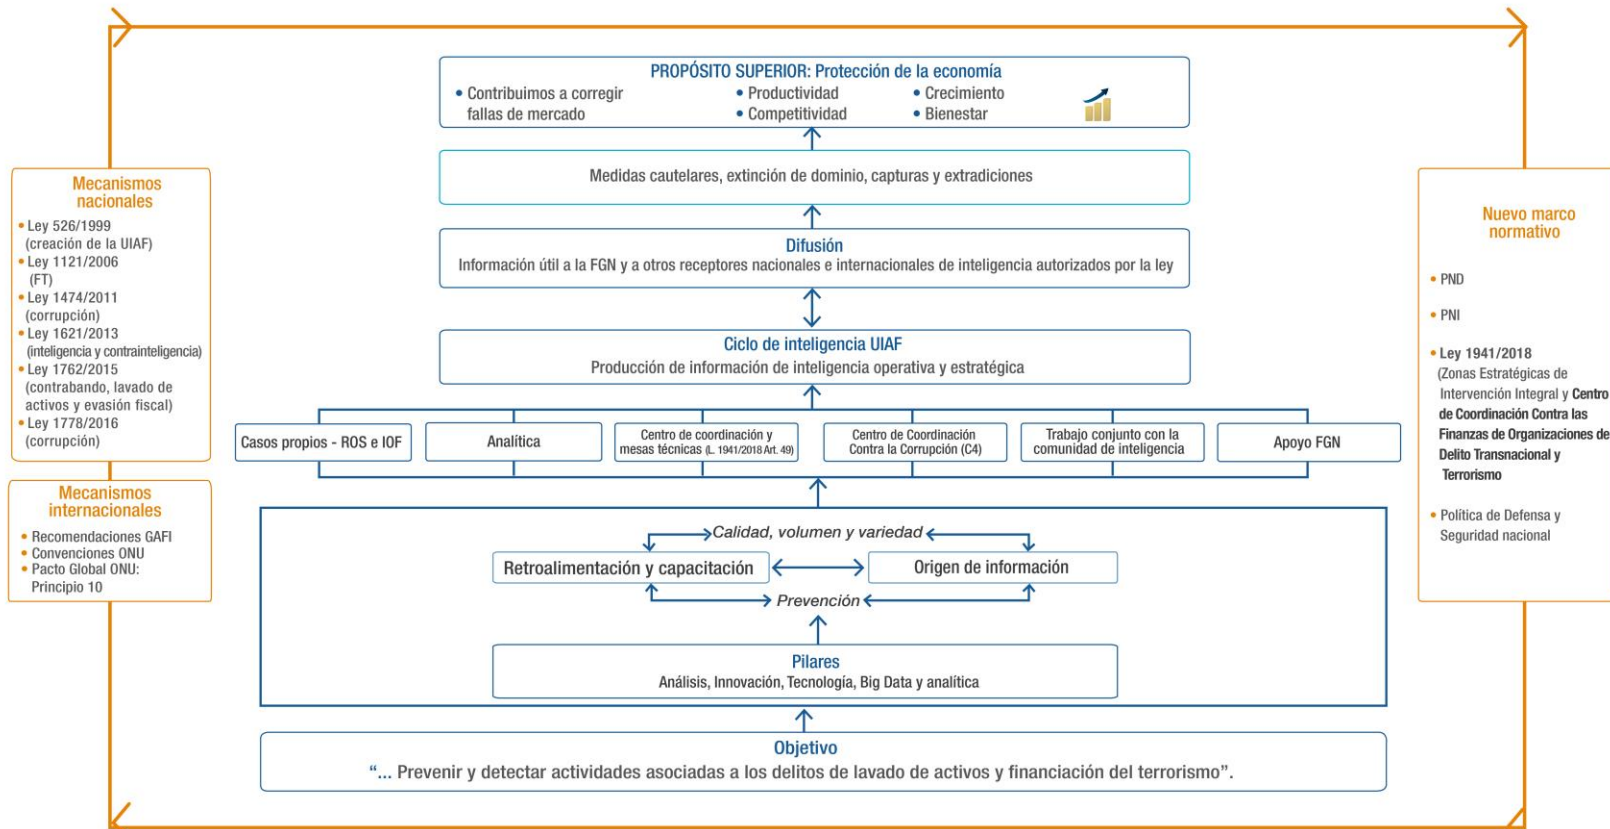 PROPÓSITO SUPERIOR: Protección de la economía
• Contribuimos a corregir
fallas de mercado
• Productividad
• Competitividad
• Crecimiento
• Bienestar
Medidas cautelares, extinción de dominio, capturas y extradiciones
Difusión
Información útil a la FGN y a otros receptores nacionales e internacionales de inteligencia autorizados por la ley
Ciclo de inteligencia UIAF
Producción de información de inteligencia operativa y estratégica
Casos propios - ROS e IOF
Analítica
Centro de coordinación y
mesas técnicas (L. 1941/2018 Art. 49)
Centro de Coordinación
Contra la Corrupción (C4)
Trabajo conjunto con la
comunidad de inteligencia
Apoyo FGN
Calidad, volumen y variedad
Retroalimentación y capacitación
Origen de información
Prevención
Pilares
Análisis, Innovación, Tecnología, Big Data y analítica
Objetivo
“... Prevenir y detectar actividades asociadas a los delitos de lavado de activos y financiación del terrorismo”.
Mecanismos
nacionales
• Ley 526/1999
(creación de la UIAF)
• Ley 1121/2006
(FT)
• Ley 1474/2011
(corrupción)
• Ley 1621/2013
(inteligencia y contrainteligencia)
• Ley 1762/2015
(contrabando, lavado de
activos y evasión fiscal)
• Ley 1778/2016
(corrupción)
Mecanismos
internacionales
• Recomendaciones GAFI
• Convenciones ONU
• Pacto Global ONU:
Principio 10
Nuevo marco
normativo
• PND
• PNI
• Ley 1941/2018
(Zonas Estratégicas de
Intervención Integral y Centro
de Coordinación Contra las
Finanzas de Organizaciones de
Delito Transnacional y
Terrorismo
• Política de Defensa y
Seguridad nacional